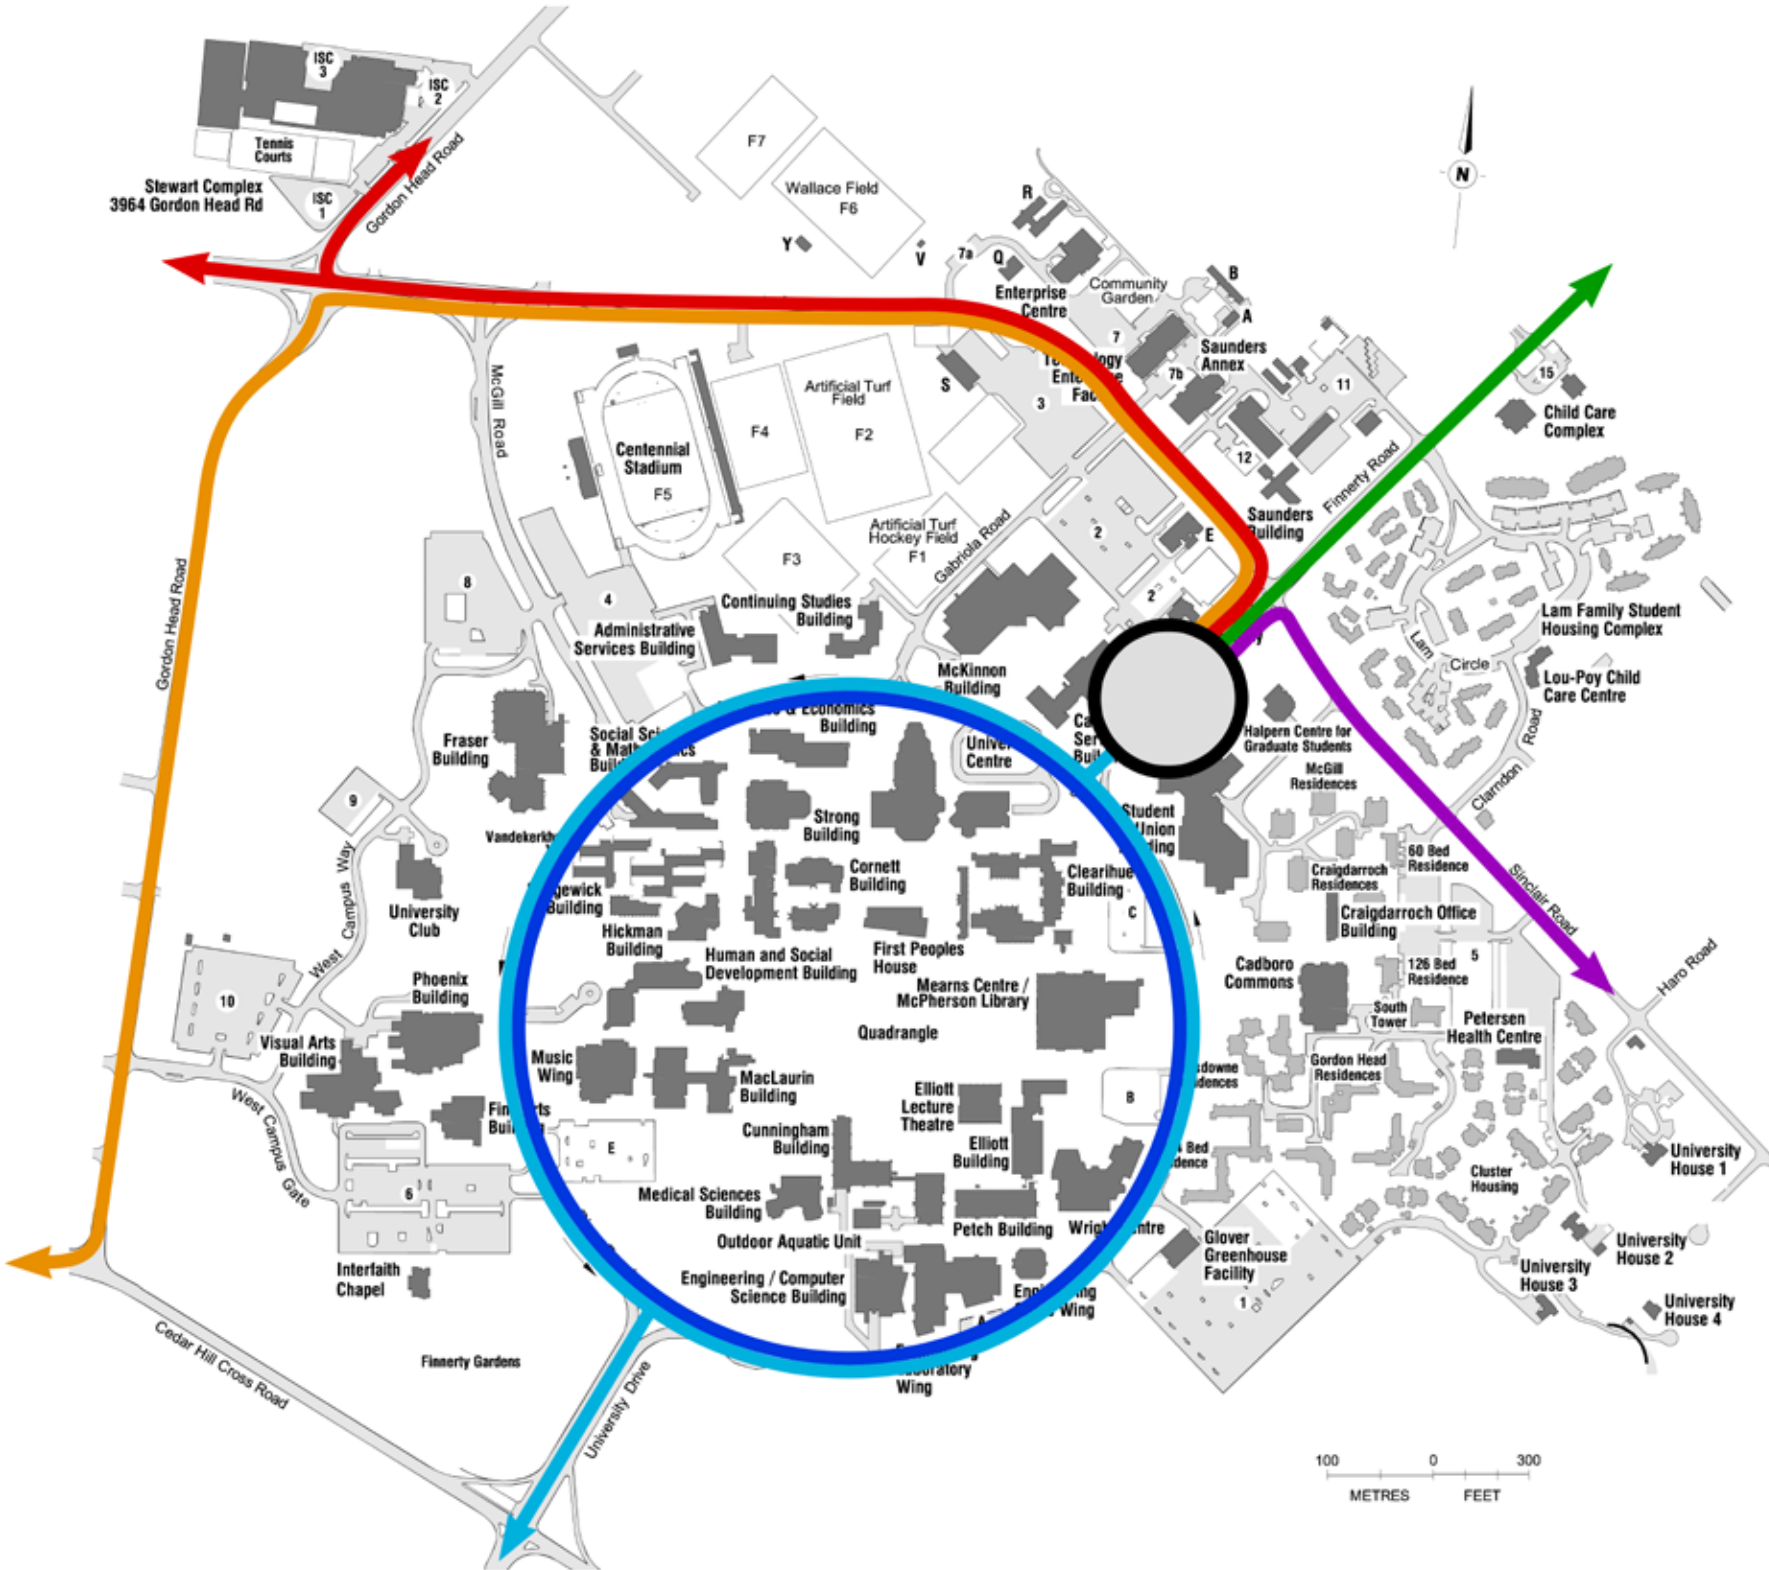 ISC
3
ISC
2
Tennis
Courts
Stewart Complex
3964 Gordon Head Rd
ISC
1
Gordon Head Road
F7
Wallace Field
F6
Y
V
R
7a
Q
Enterprise
Centre
Community
Garden
B
A
N
7
7b
Saunders
Annex
S
3
11
12
15
Child Care
Complex
Finnerty Road
Saunders
McGill Road
Centennial
Stadium
F5
F4
Artificial Turf
Field
F2
Artificial Turf
Hockey Field
F1
F3
Gabriola Road
2
E
2
8
4
Gordon Head Road
Continuing Studies
Building
Administrative
Services Building
McKinnon
Building
Lam Family Student
Housing Complex
Lam
Circle
Lou-Poy Child
Care Centre
Clarndon
Road
Halpern Centre for
Graduate Students
McGill
Residences
Fraser
Building
Social
& Economics
Building
Centre
9
Strong
Building
Student
Union
Cornett
Building
Clearihue
Building
60 Bed
Residence
Craigdarroch
Residences
Craigdarroch Office
Building
Sinclair Road
Haro Road
West Campus Way
University
Club
Building
Hickman
Building
Human and Social
Development Building
First Peoples
House
C
Mearns Centre /
McPherson Library
Quadrangle
Cadboro
Commons
126 Bed
Residence
5
South
Tower
Petersen
Health Centre
Gordon Head
Residences
10
Phoenix
Building
Visual Arts
Building
Music
Wing
MacLaurin
Building
Elliott
Lecture
Theatre
B
West Campus Gate
E
Cunningham
Building
Elliott
Building
Bed
Cluster
Housing
University
House 1
6
Medical Sciences
Building
Petch Building
Outdoor Aquatic Unit
Glover
Greenhouse
Facility
University
House 2
Interfaith
Chapel
Engineering / Computer
Science Building
Wing
1
University
House 3
University
House 4
A
Wing
Finnerty Gardens
Cedar Hill Cross Road
University Drive
100 0 300
METRES FEET